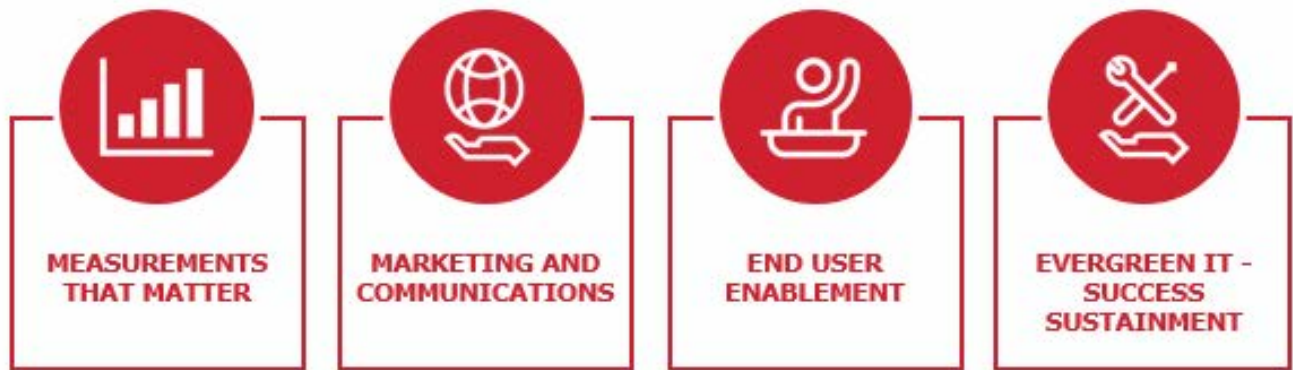 MEASUREMENTS
THAT MATTER
MARKETING AND
COMMUNICATIONS
END USER
ENABLEMENT
EVERGREEN IT -
SUCCESS
SUSTAINMENT